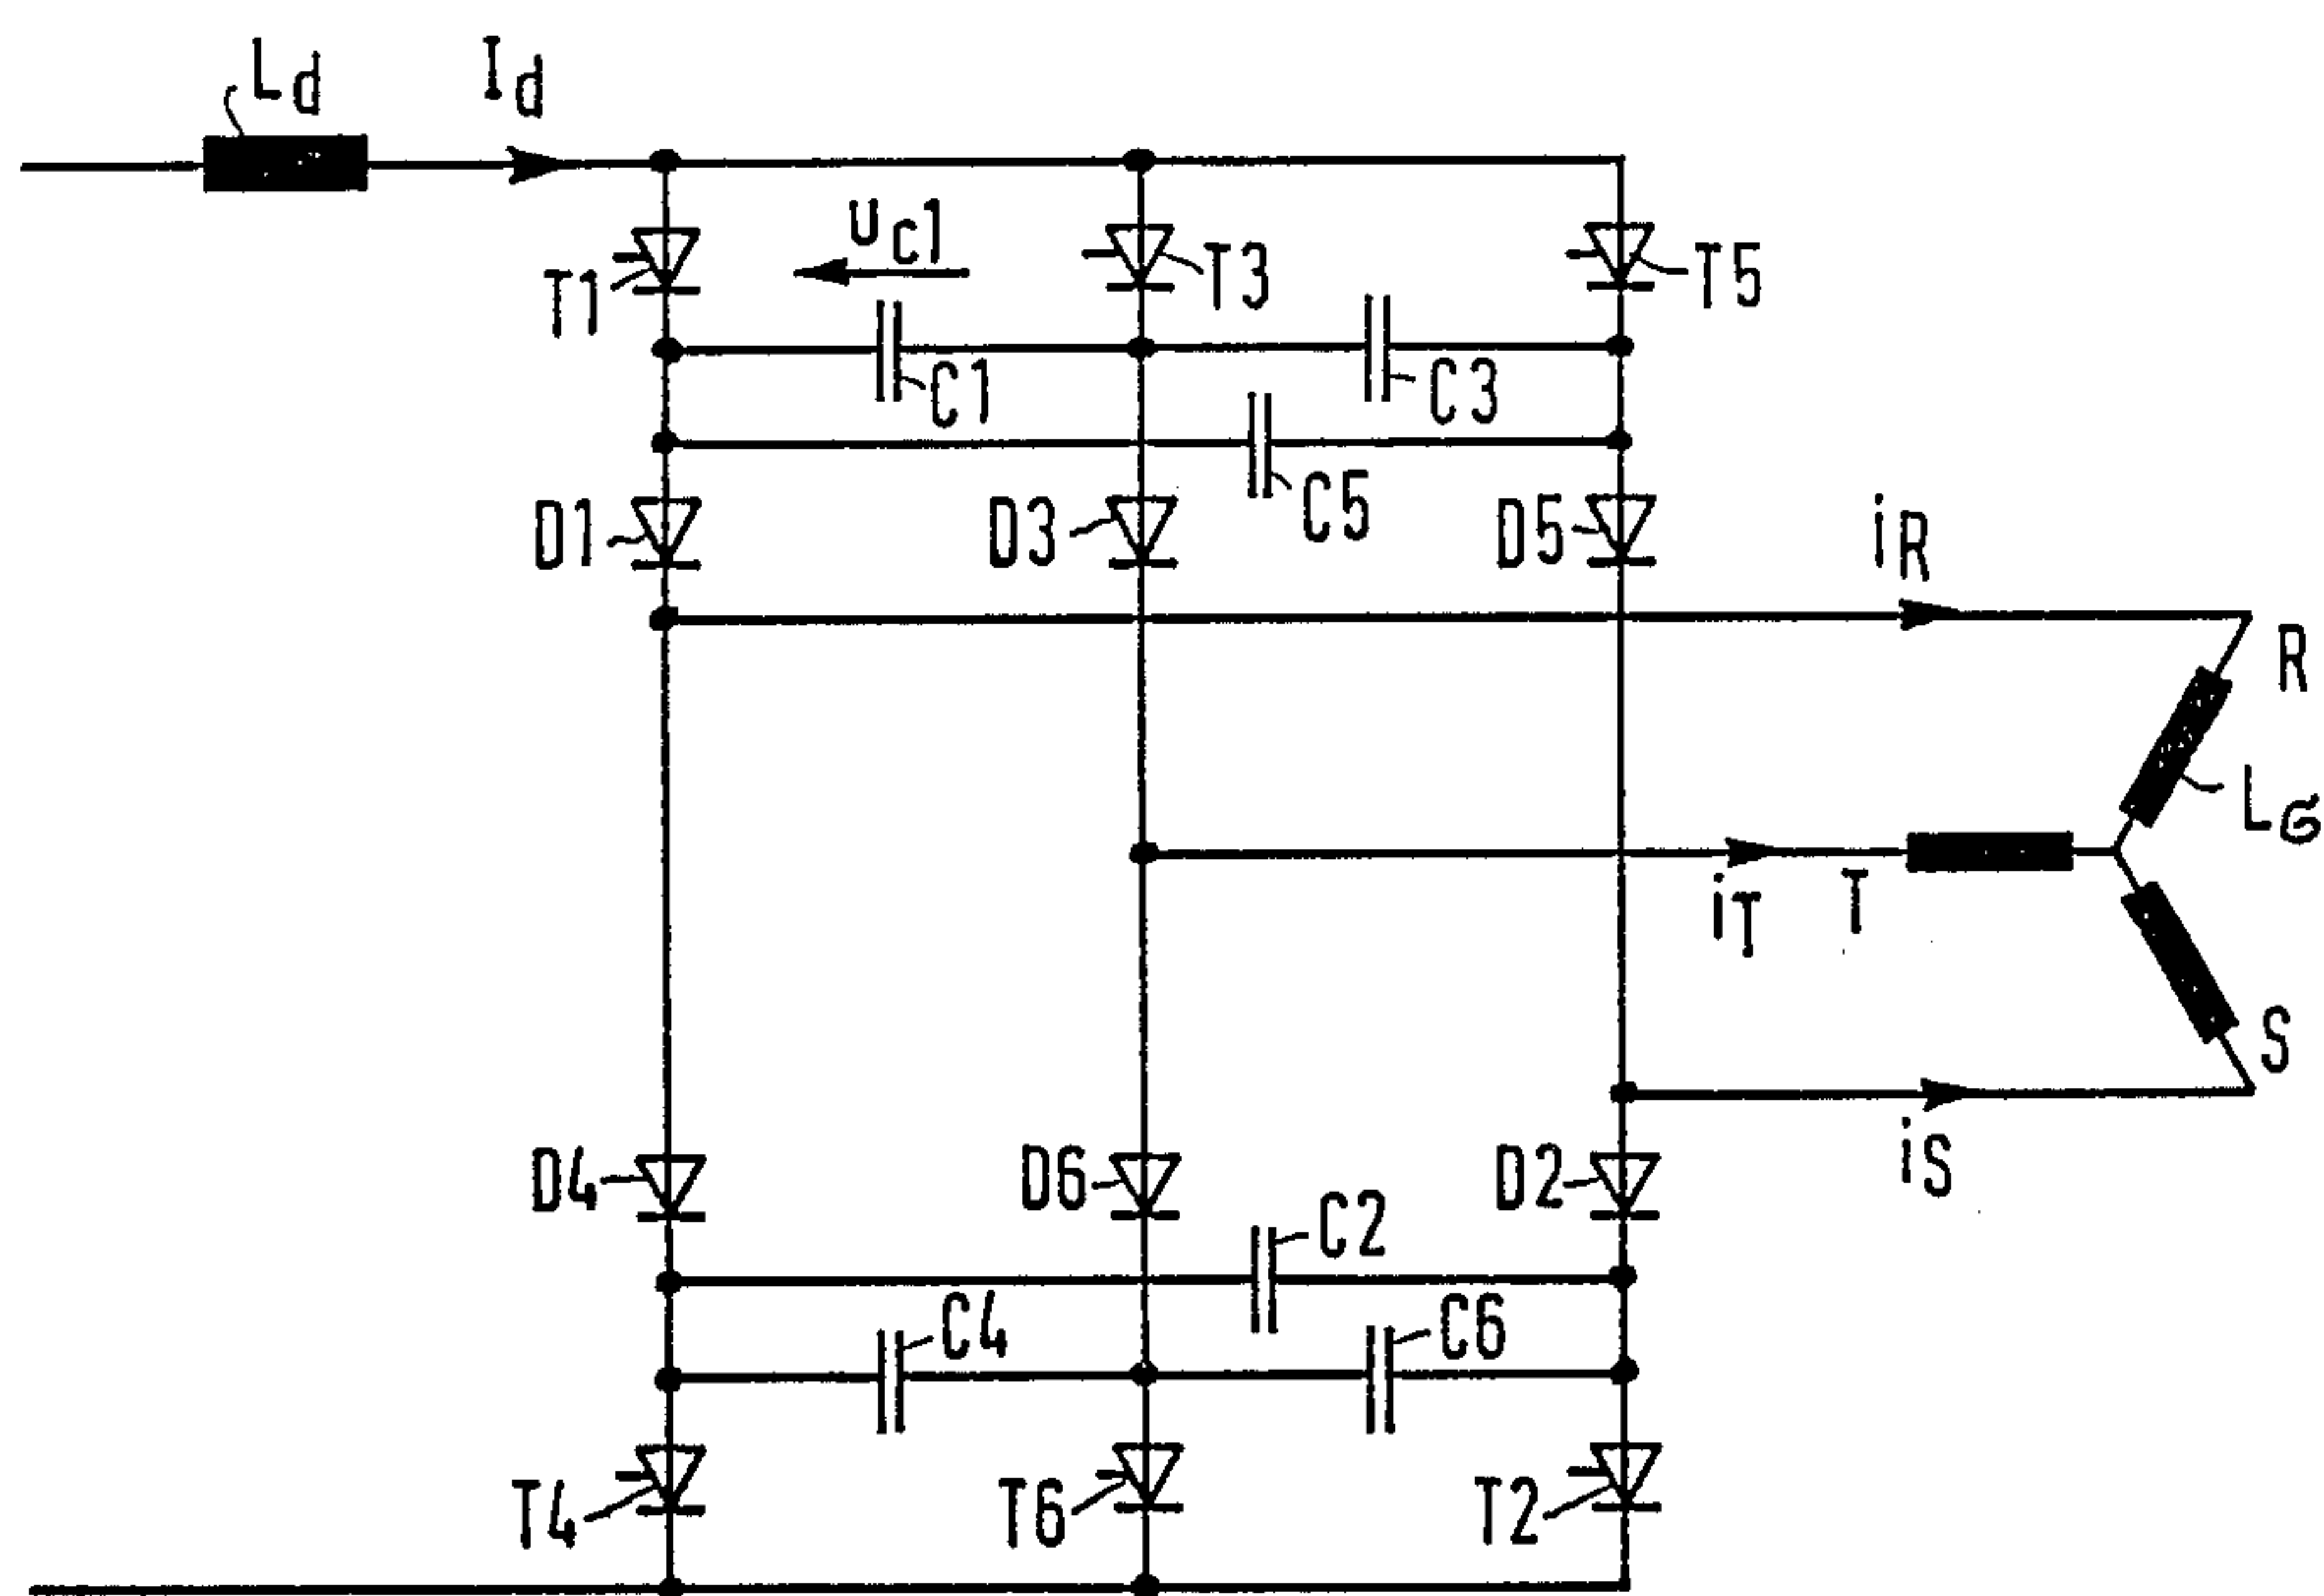 Ld
Id
uc1
T1
T3
T5
C1
C3
C5
D1
D3
D5
iR
R
Lσ
iT
T
S
iS
D4
D6
D2
C2
C4
C6
T4
T6
T2